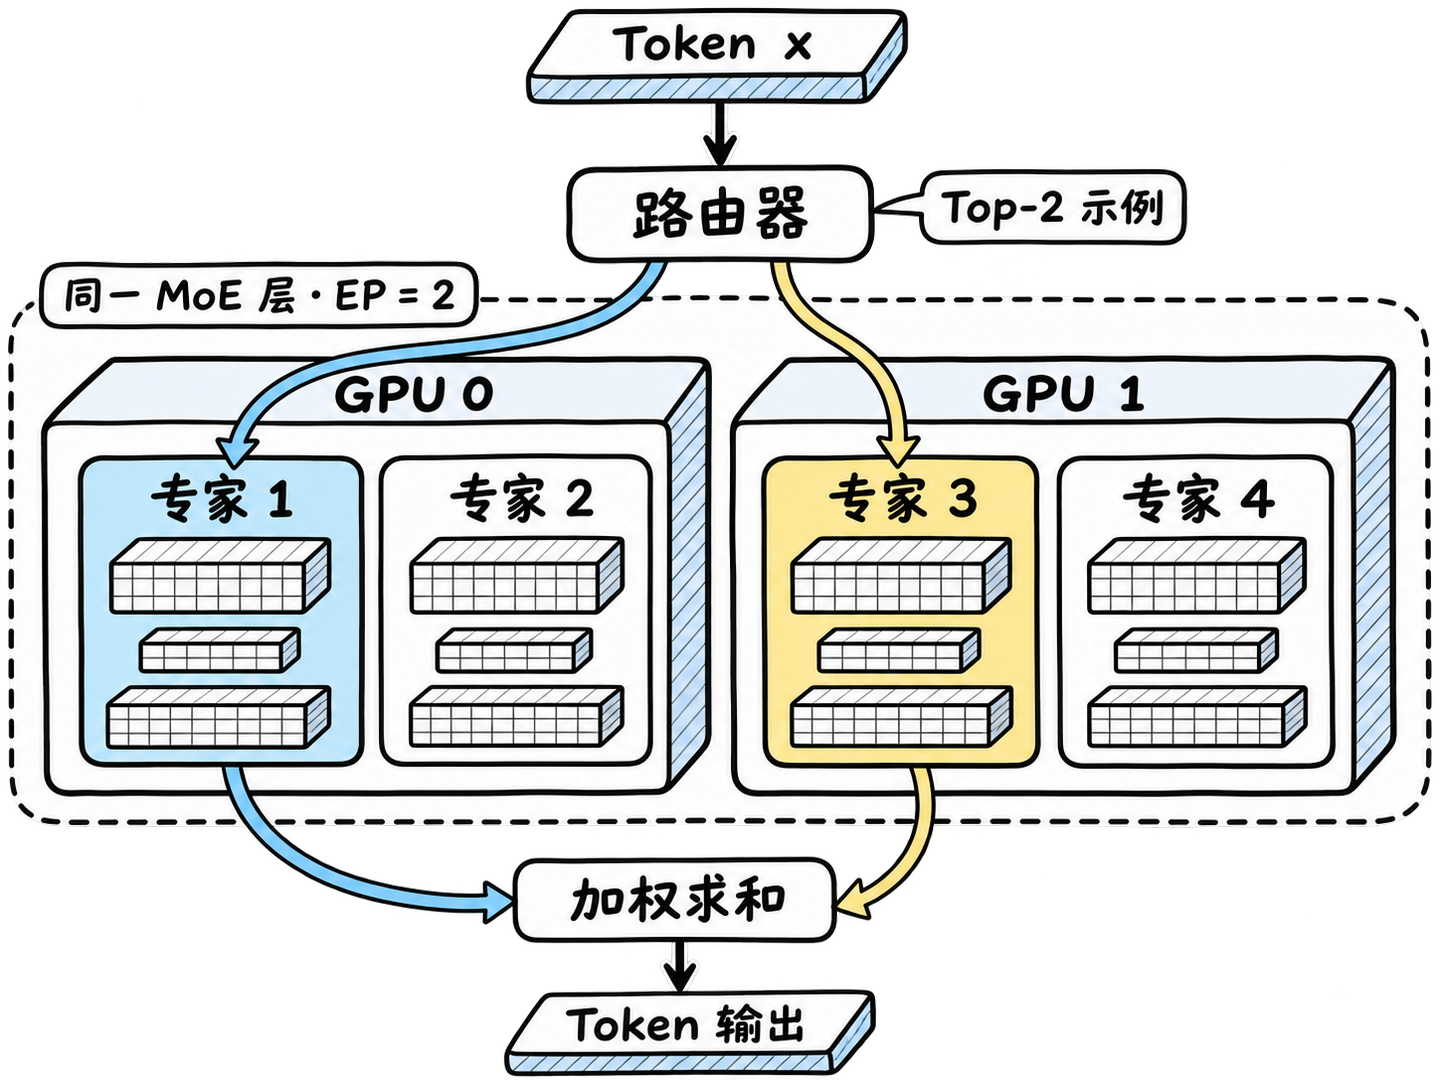 Token x
路由器
Top-2 示例
同一 MoE 层 · EP = 2
GPU 0
GPU 1
专家 1
专家 2
专家 3
专家 4
加权求和
Token 输出